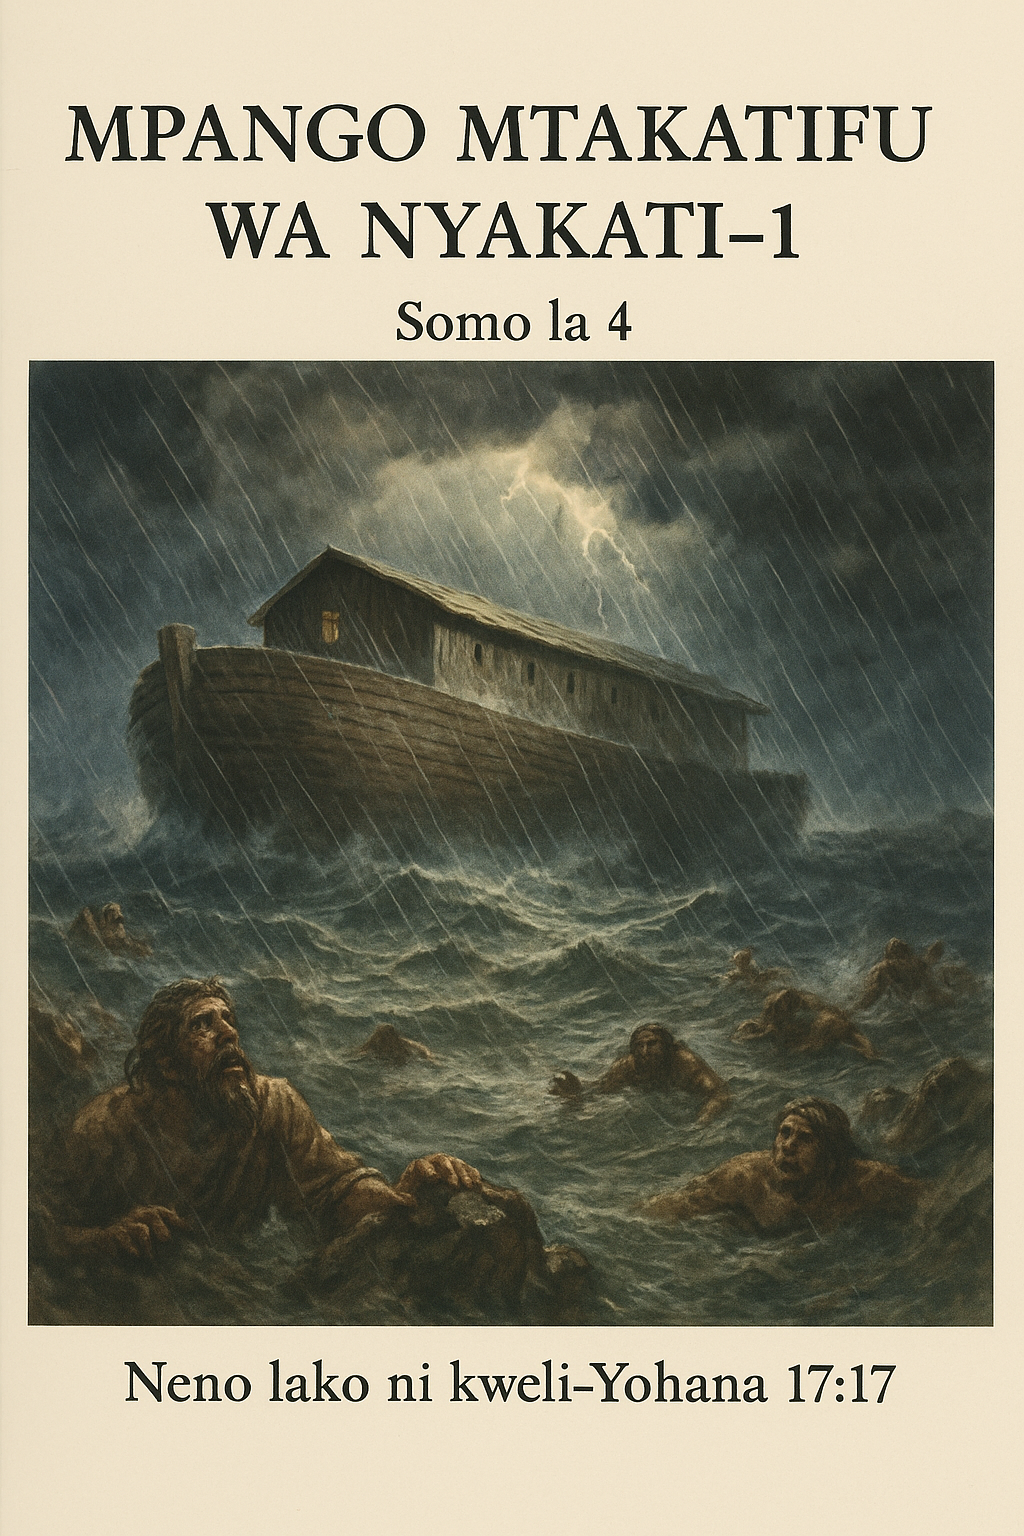 MPANGO MTAKATIFU
WA NYAKATI–1
Somo la 4
Neno lako ni kweli–Yohana 17:17